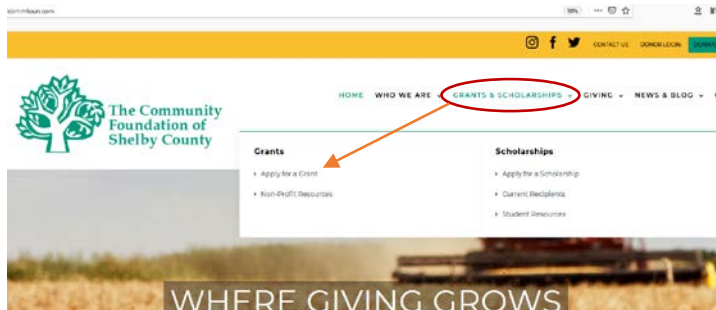 90%
CONTACT US DONOR LOGIN
The Community
Foundation of
Shelby County
HOME WHO WE ARE GRANTS & SCHOLARSHIPS GIVING NEWS & BLOG
Grants
Apply for a Grant
Non-Profit Resources
Scholarships
Apply for a Scholarship
Current Recipients
Student Resources
WHERE GIVING GROWS